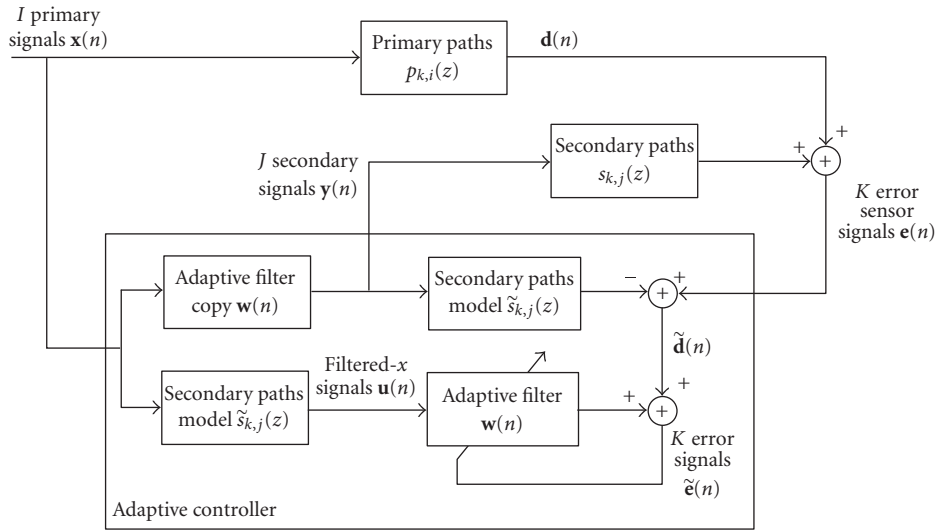 I primary
signals x(n)
Primary paths
p_{k,i}(z)
d(n)
+
+
+
J secondary
signals y(n)
Secondary paths
s_{k,j}(z)
K error
sensor
signals e(n)
Adaptive filter
copy w(n)
Secondary paths
model s̃_{k,j}(z)
−
+
+
d̃(n)
Secondary paths
model s̃_{k,j}(z)
Filtered-x
signals u(n)
Adaptive filter
w(n)
+
+
+
K error
signals
ẽ(n)
Adaptive controller